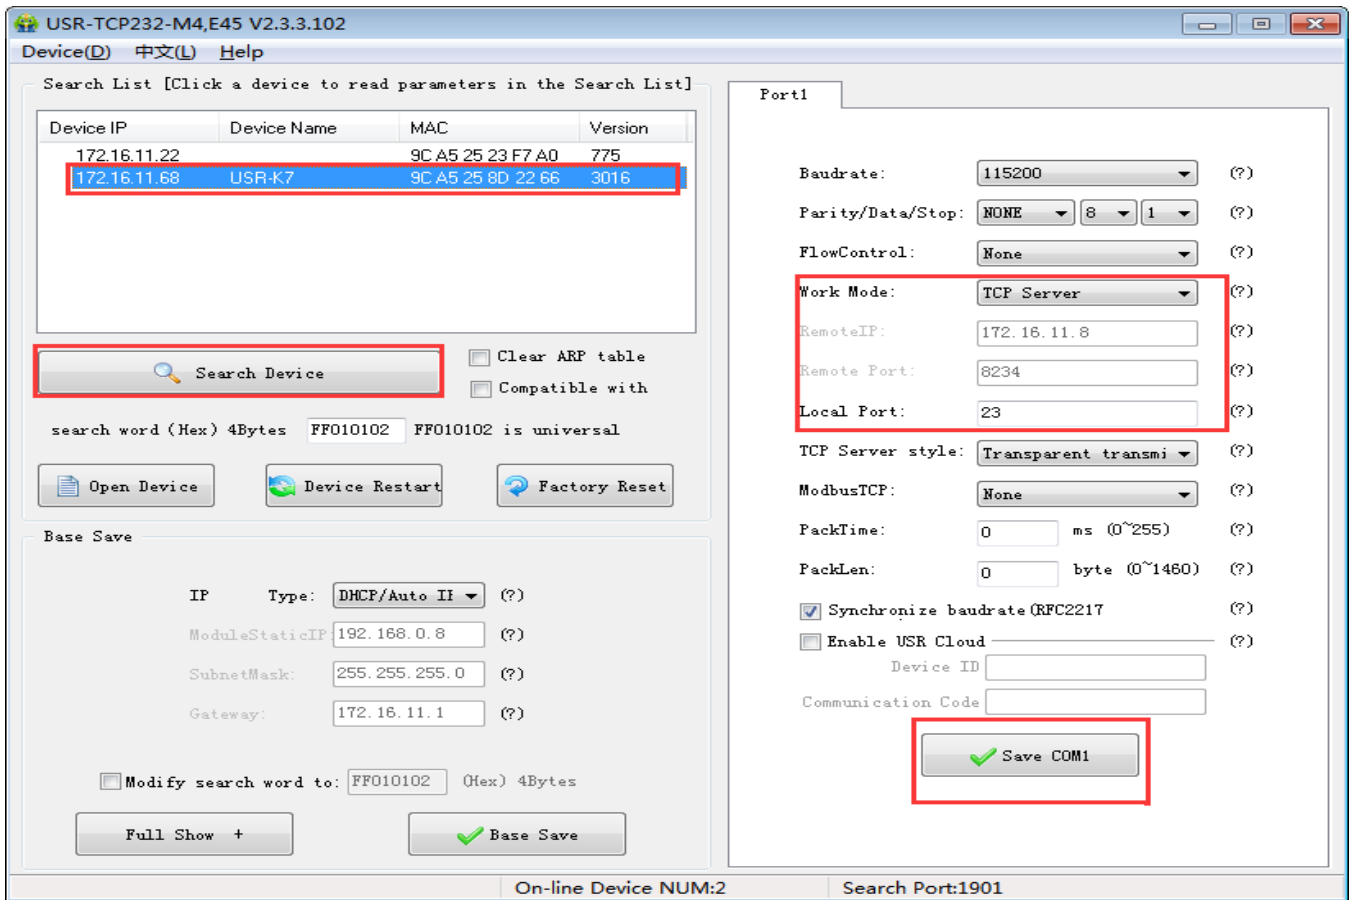 USR-TCP232-M4,E45 V2.3.3.102
Device(D) 中文(L) Help
Search List [Click a device to read parameters in the Search List]
Device IP Device Name MAC Version
172.16.11.22 9C A5 25 23 F7 A0 775
172.16.11.68 USR-K7 9C A5 25 8D 22 66 3016
Search Device
Clear ARP table
Compatible with
search word(Hex) 4Bytes FF010102 FF010102 is universal
Open Device Device Restart Factory Reset
Base Save
IP Type: DHCP/Auto II (?)
ModuleStaticIP: 192.168.0.8 (?)
SubnetMask: 255.255.255.0 (?)
Gateway: 172.16.11.1 (?)
Modify search word to: FF010102 (Hex) 4Bytes
Full Show + Base Save
Port1
Baudrate: 115200 (?)
Parity/Data/Stop: NONE 8 1 (?)
FlowControl: None (?)
Work Mode: TCP Server (?)
RemoteIP: 172.16.11.8 (?)
Remote Port: 8234 (?)
Local Port: 23 (?)
TCP Server style: Transparent transmi (?)
ModbusTCP: None (?)
PackTime: 0 ms (0~255) (?)
PackLen: 0 byte (0~1460) (?)
Synchronize baudrate(RFC2217 (?)
Enable USR Cloud (?)
Device ID
Communication Code
Save COM1
On-line Device NUM:2 Search Port:1901